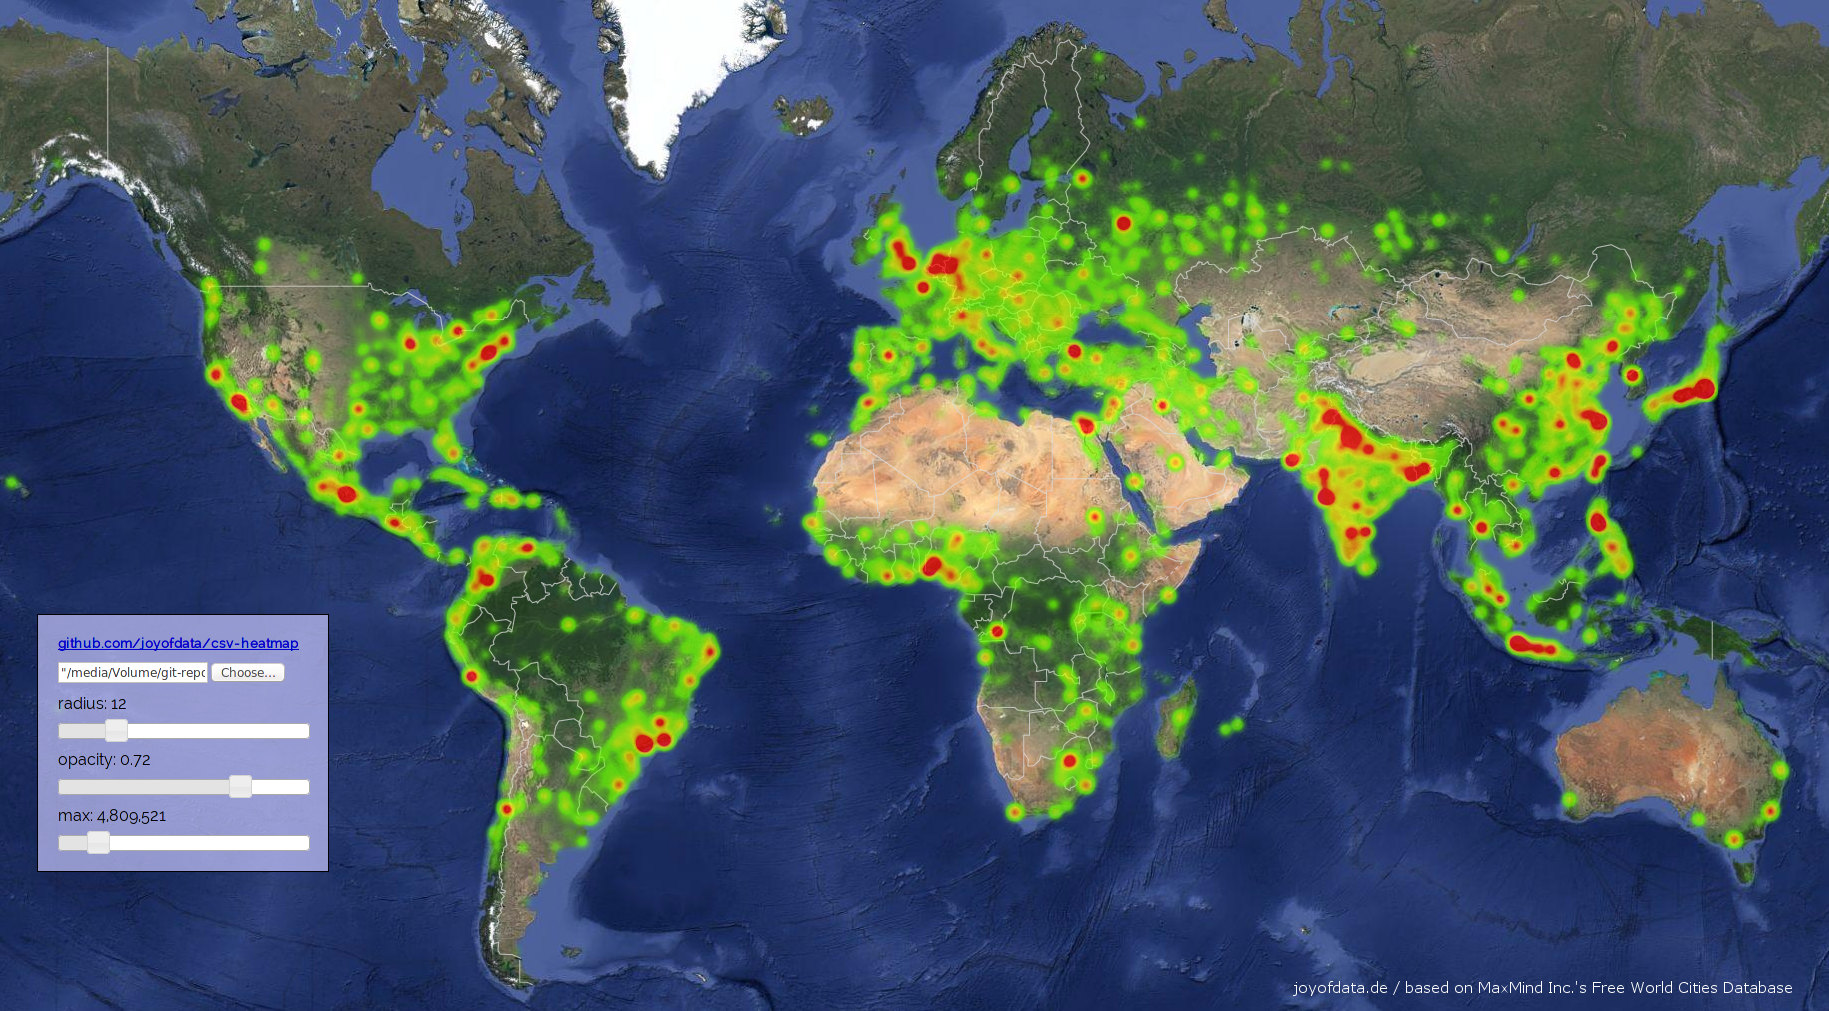 github.com/joyofdata/csv-heatmap
"/media/Volume/git-repo Choose...
radius: 12
opacity: 0.72
max: 4,809,521
joyofdata.de / based on MaxMind Inc.'s Free World Cities Database